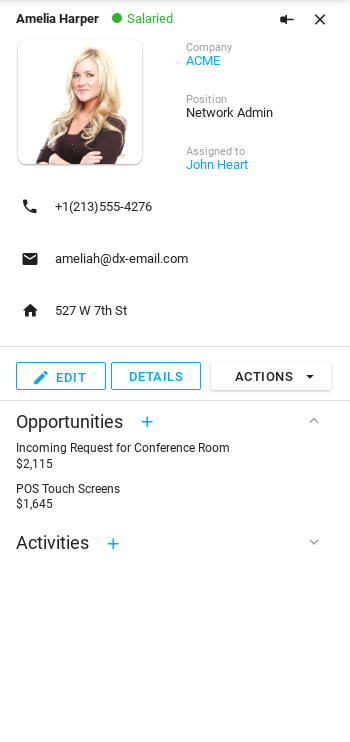 Amelia Harper Salaried
Company
ACME
Position
Network Admin
Assigned to
John Heart
+1(213)555-4276
ameliah@dx-email.com
527 W 7th St
EDIT DETAILS ACTIONS
Opportunities +
Incoming Request for Conference Room
$2,115
POS Touch Screens
$1,645
Activities +